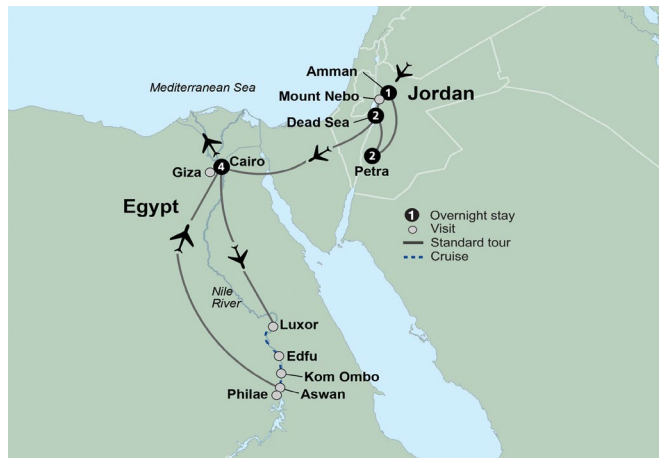 Mediterranean Sea
Amman
1
Jordan
Mount Nebo
Dead Sea
2
2
Petra
4
Cairo
Giza
Egypt
1 Overnight stay
Visit
Standard tour
Cruise
Nile
River
Luxor
Edfu
Kom Ombo
Philae
Aswan